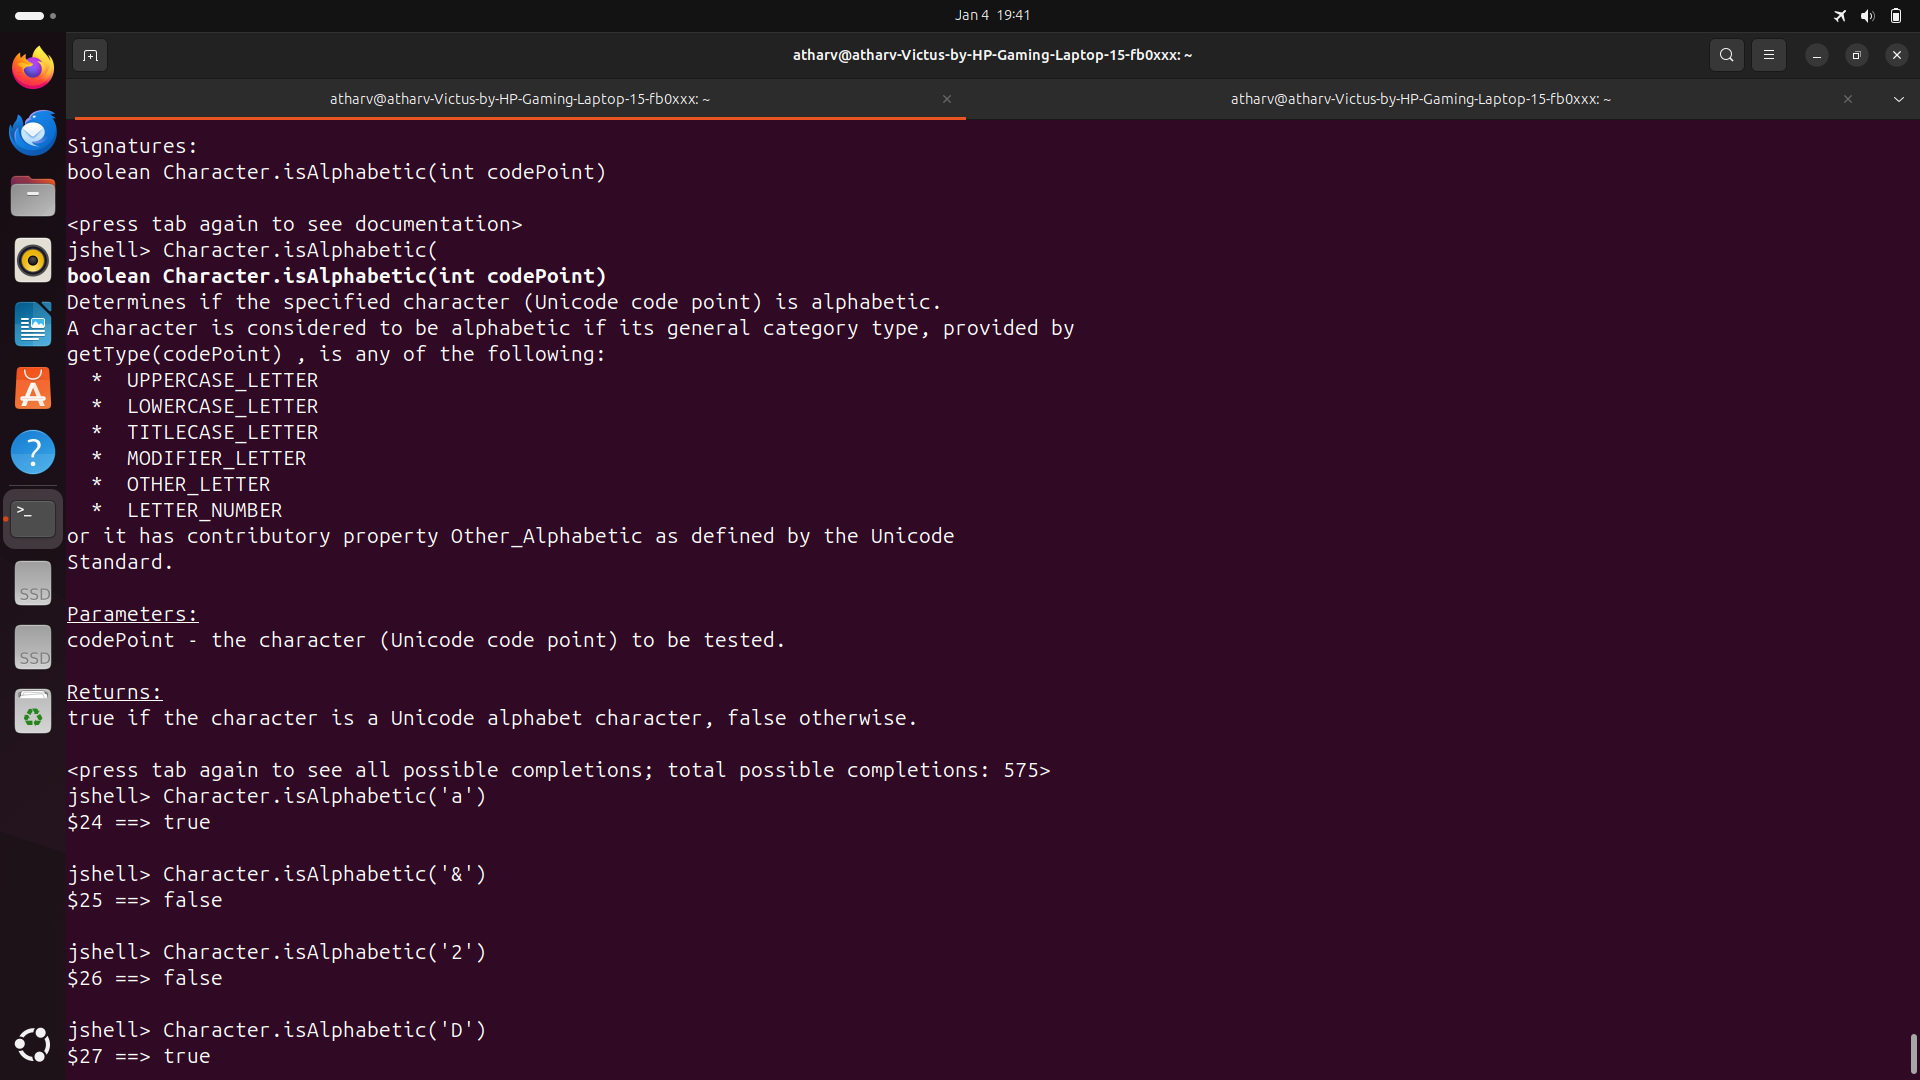 Jan 4 19:41
atharv@atharv-Victus-by-HP-Gaming-Laptop-15-fb0xxx: ~
atharv@atharv-Victus-by-HP-Gaming-Laptop-15-fb0xxx: ~
atharv@atharv-Victus-by-HP-Gaming-Laptop-15-fb0xxx: ~
Signatures:
boolean Character.isAlphabetic(int codePoint)
<press tab again to see documentation>
jshell> Character.isAlphabetic(
boolean Character.isAlphabetic(int codePoint)
Determines if the specified character (Unicode code point) is alphabetic.
A character is considered to be alphabetic if its general category type, provided by
getType(codePoint) , is any of the following:
* UPPERCASE_LETTER
* LOWERCASE_LETTER
* TITLECASE_LETTER
* MODIFIER_LETTER
* OTHER_LETTER
* LETTER_NUMBER
or it has contributory property Other_Alphabetic as defined by the Unicode
Standard.
Parameters:
codePoint - the character (Unicode code point) to be tested.
Returns:
true if the character is a Unicode alphabet character, false otherwise.
<press tab again to see all possible completions; total possible completions: 575>
jshell> Character.isAlphabetic('a')
$24 ==> true
jshell> Character.isAlphabetic('&')
$25 ==> false
jshell> Character.isAlphabetic('2')
$26 ==> false
jshell> Character.isAlphabetic('D')
$27 ==> true
SSD
SSD